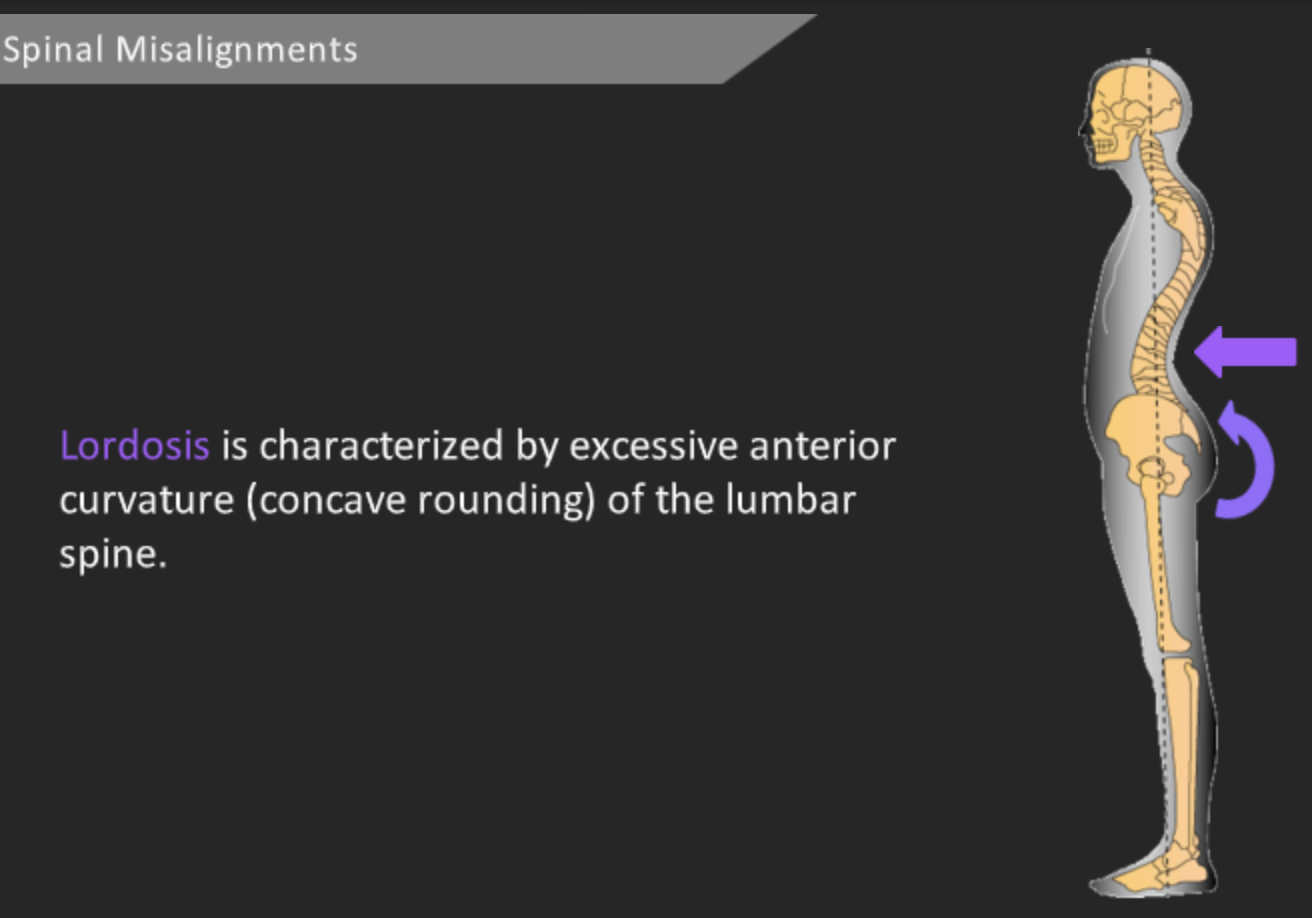 Spinal Misalignments
Lordosis is characterized by excessive anterior
curvature (concave rounding) of the lumbar
spine.